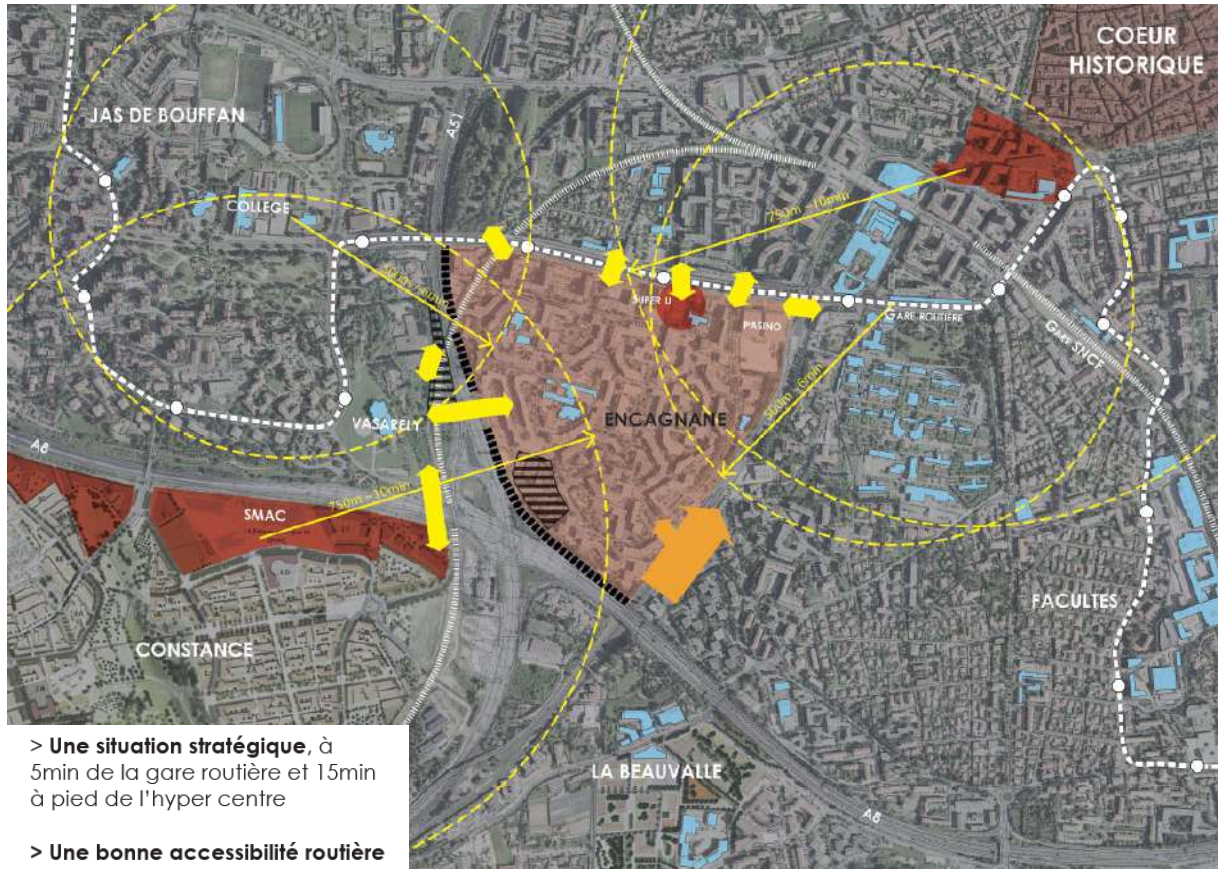 COEUR
HISTORIQUE
JAS DE BOUFFAN
A51
COLLEGE
750m ~10min
SUPER U
PASINO
GARE ROUTIERE
GARE SNCF
VASARELY
ENCAGNANE
500m ~6min
A8
750m ~10min
SMAC
FACULTES
CONSTANCE
LA BEAUVALLE
A8
> Une situation stratégique, à
5min de la gare routière et 15min
à pied de l'hyper centre
> Une bonne accessibilité routière